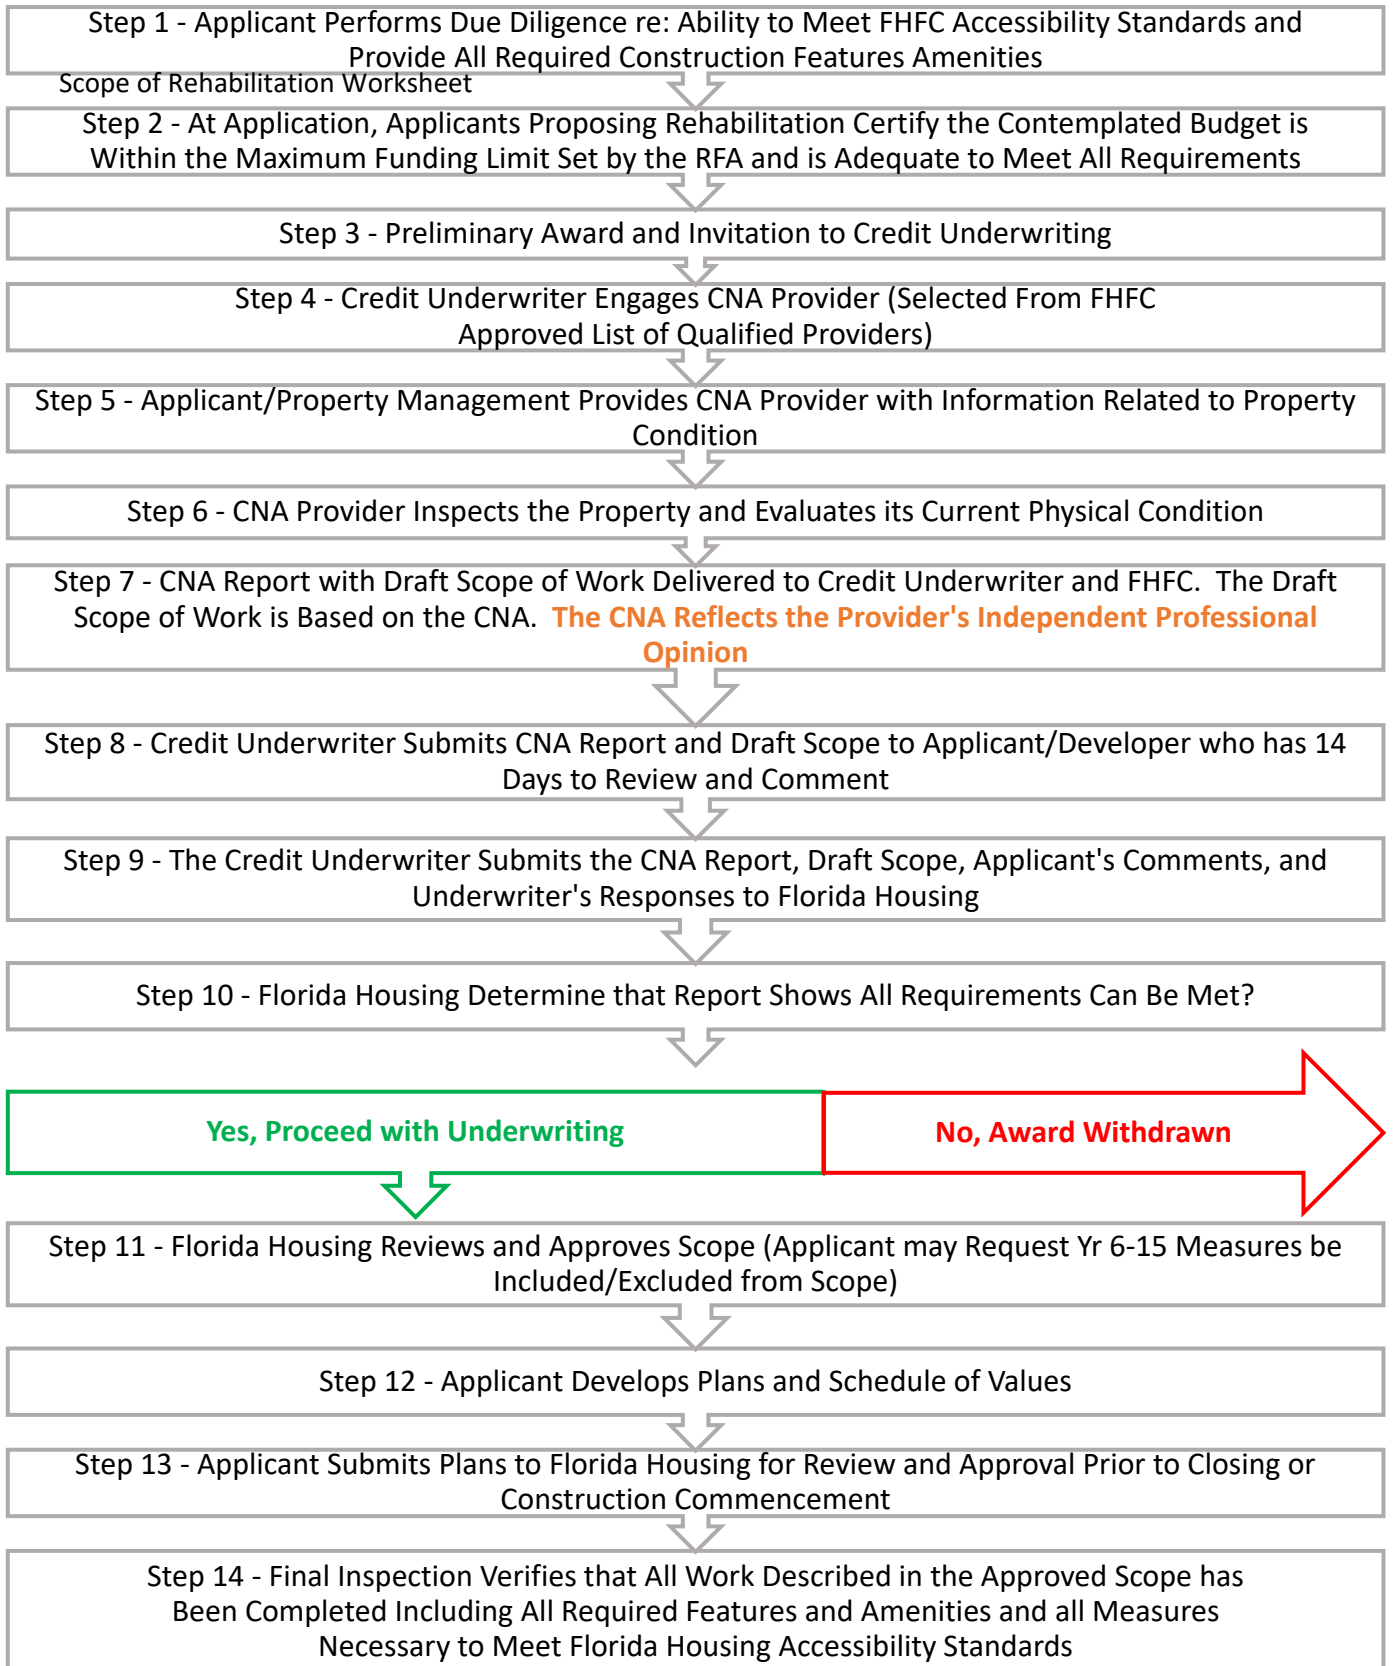 Step 1 - Applicant Performs Due Diligence re: Ability to Meet FHFC Accessibility Standards and
Provide All Required Construction Features Amenities
Scope of Rehabilitation Worksheet
Step 2 - At Application, Applicants Proposing Rehabilitation Certify the Contemplated Budget is
Within the Maximum Funding Limit Set by the RFA and is Adequate to Meet All Requirements
Step 3 - Preliminary Award and Invitation to Credit Underwriting
Step 4 - Credit Underwriter Engages CNA Provider (Selected From FHFC
Approved List of Qualified Providers)
Step 5 - Applicant/Property Management Provides CNA Provider with Information Related to Property
Condition
Step 6 - CNA Provider Inspects the Property and Evaluates its Current Physical Condition
Step 7 - CNA Report with Draft Scope of Work Delivered to Credit Underwriter and FHFC.  The Draft
Scope of Work is Based on the CNA.  The CNA Reflects the Provider's Independent Professional
Opinion
Step 8 - Credit Underwriter Submits CNA Report and Draft Scope to Applicant/Developer who has 14
Days to Review and Comment
Step 9 - The Credit Underwriter Submits the CNA Report, Draft Scope, Applicant's Comments, and
Underwriter's Responses to Florida Housing
Step 10 - Florida Housing Determine that Report Shows All Requirements Can Be Met?
Yes, Proceed with Underwriting
No, Award Withdrawn
Step 11 - Florida Housing Reviews and Approves Scope (Applicant may Request Yr 6-15 Measures be
Included/Excluded from Scope)
Step 12 - Applicant Develops Plans and Schedule of Values
Step 13 - Applicant Submits Plans to Florida Housing for Review and Approval Prior to Closing or
Construction Commencement
Step 14 - Final Inspection Verifies that All Work Described in the Approved Scope has
Been Completed Including All Required Features and Amenities and all Measures
Necessary to Meet Florida Housing Accessibility Standards